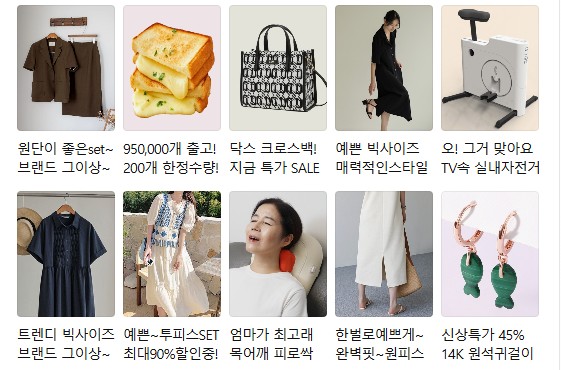 원단이 좋은set~
브랜드 그이상~
950,000개 출고!
200개 한정수량!
닥스 크로스백!
지금 특가 SALE
예쁜 빅사이즈
매력적인스타일
오! 그거 맞아요
TV속 실내자전거
트렌디 빅사이즈
브랜드 그이상~
예쁜~투피스SET
최대90%할인중!
엄마가 최고래
목어깨 피로싹
한벌로예쁘게~
완벽핏~원피스
신상특가 45%
14K 원석귀걸이